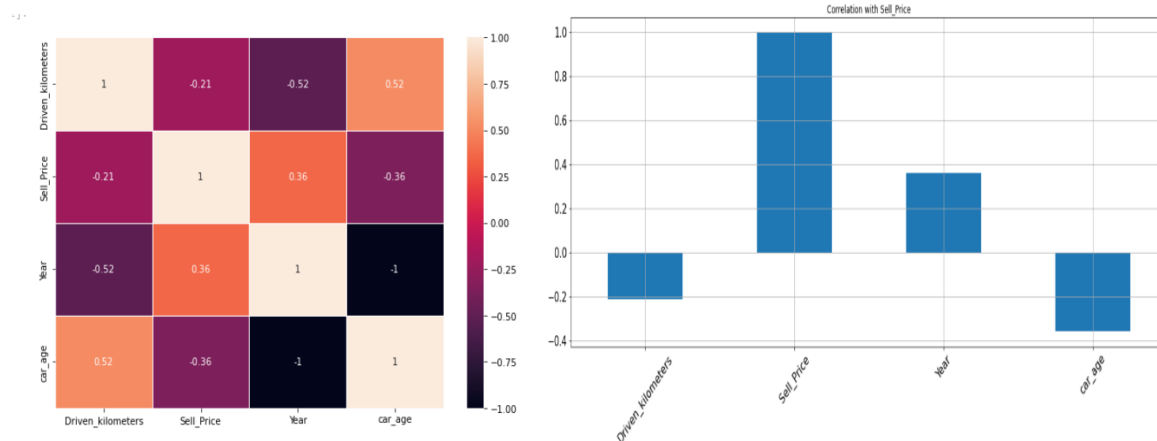 Driven_kilometers
Sell_Price
Year
car_age
1 -0.21 -0.52 0.52
-0.21 1 0.36 -0.36
-0.52 0.36 1 -1
0.52 -0.36 -1 1
Driven_kilometers Sell_Price Year car_age
1.00
0.75
0.50
0.25
0.00
−0.25
−0.50
−0.75
−1.00
Correlation with Sell_Price
1.0
0.8
0.6
0.4
0.2
0.0
−0.2
−0.4
Driven_kilometers
Sell_Price
Year
car_age